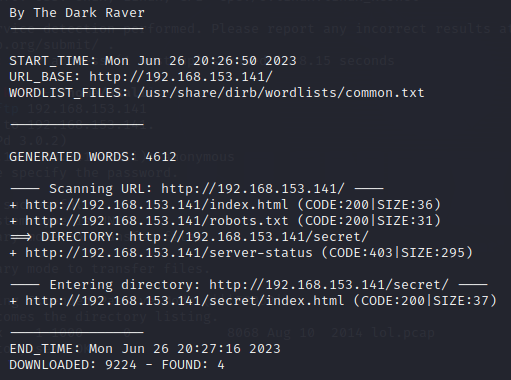 By The Dark Raver
-----------------
START_TIME: Mon Jun 26 20:26:50 2023
URL_BASE: http://192.168.153.141/
WORDLIST_FILES: /usr/share/dirb/wordlists/common.txt
-----------------
GENERATED WORDS: 4612
---- Scanning URL: http://192.168.153.141/ ----
+ http://192.168.153.141/index.html (CODE:200|SIZE:36)
+ http://192.168.153.141/robots.txt (CODE:200|SIZE:31)
==> DIRECTORY: http://192.168.153.141/secret/
+ http://192.168.153.141/server-status (CODE:403|SIZE:295)
---- Entering directory: http://192.168.153.141/secret/ ----
+ http://192.168.153.141/secret/index.html (CODE:200|SIZE:37)
-----------------
END_TIME: Mon Jun 26 20:27:16 2023
DOWNLOADED: 9224 - FOUND: 4